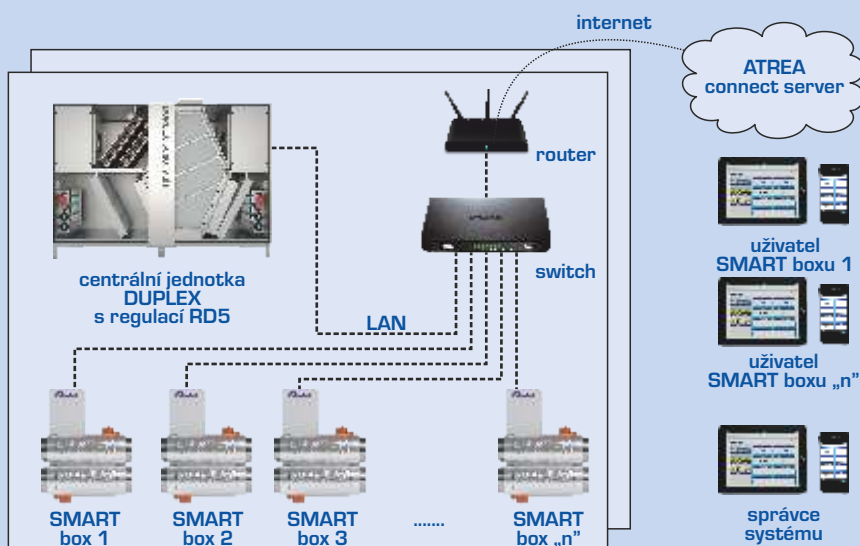 internet
ATREA
connect server
router
switch
centrální jednotka
DUPLEX
s regulací RD5
LAN
uživatel
SMART boxu 1
uživatel
SMART boxu „n”
SMART
box 1
SMART
box 2
SMART
box 3
.......
SMART
box „n”
správce
systému